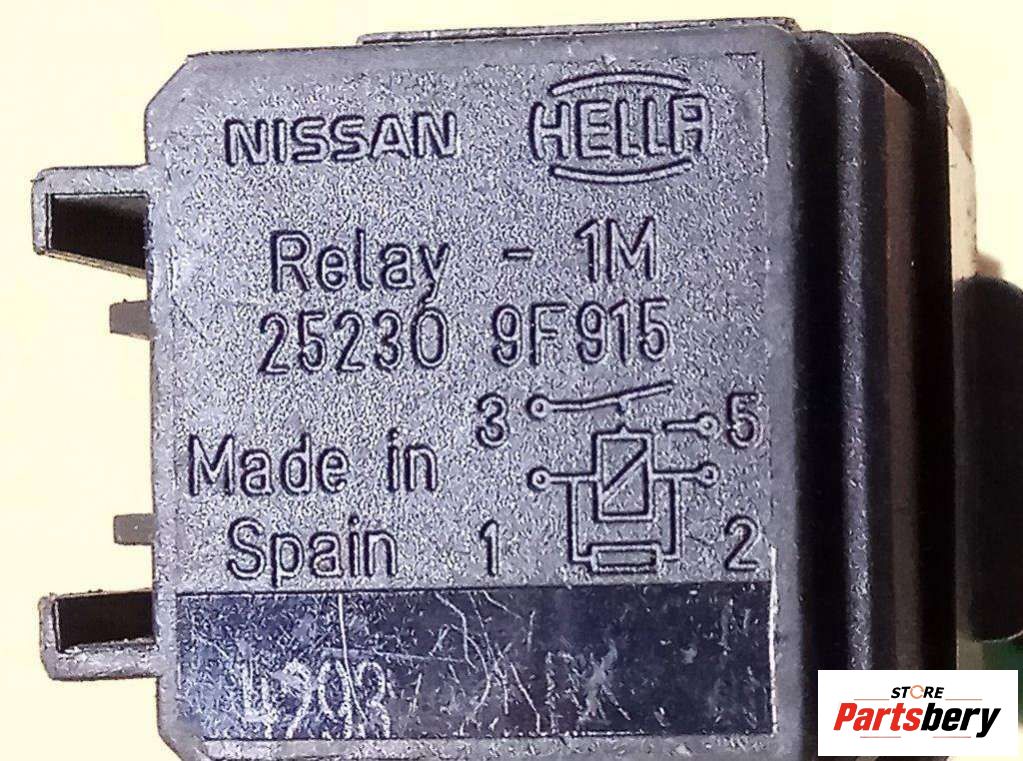 NISSAN HELLA
Relay - 1M
25230 9F915
3 5
Made in
Spain 1 2
STORE
Partsbery